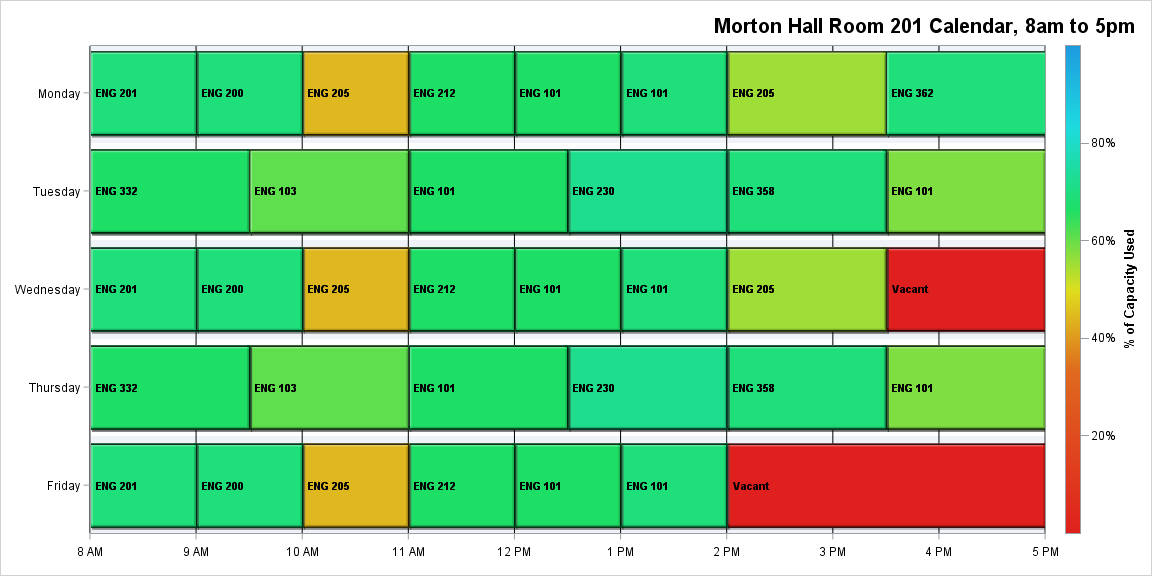 Morton Hall Room 201 Calendar, 8am to 5pm
Monday
ENG 201
ENG 200
ENG 205
ENG 212
ENG 101
ENG 101
ENG 205
ENG 362
Tuesday
ENG 332
ENG 103
ENG 101
ENG 230
ENG 358
ENG 101
Wednesday
ENG 201
ENG 200
ENG 205
ENG 212
ENG 101
ENG 101
ENG 205
Vacant
Thursday
ENG 332
ENG 103
ENG 101
ENG 230
ENG 358
ENG 101
Friday
ENG 201
ENG 200
ENG 205
ENG 212
ENG 101
ENG 101
Vacant
8 AM
9 AM
10 AM
11 AM
12 PM
1 PM
2 PM
3 PM
4 PM
5 PM
80%
60%
40%
20%
% of Capacity Used